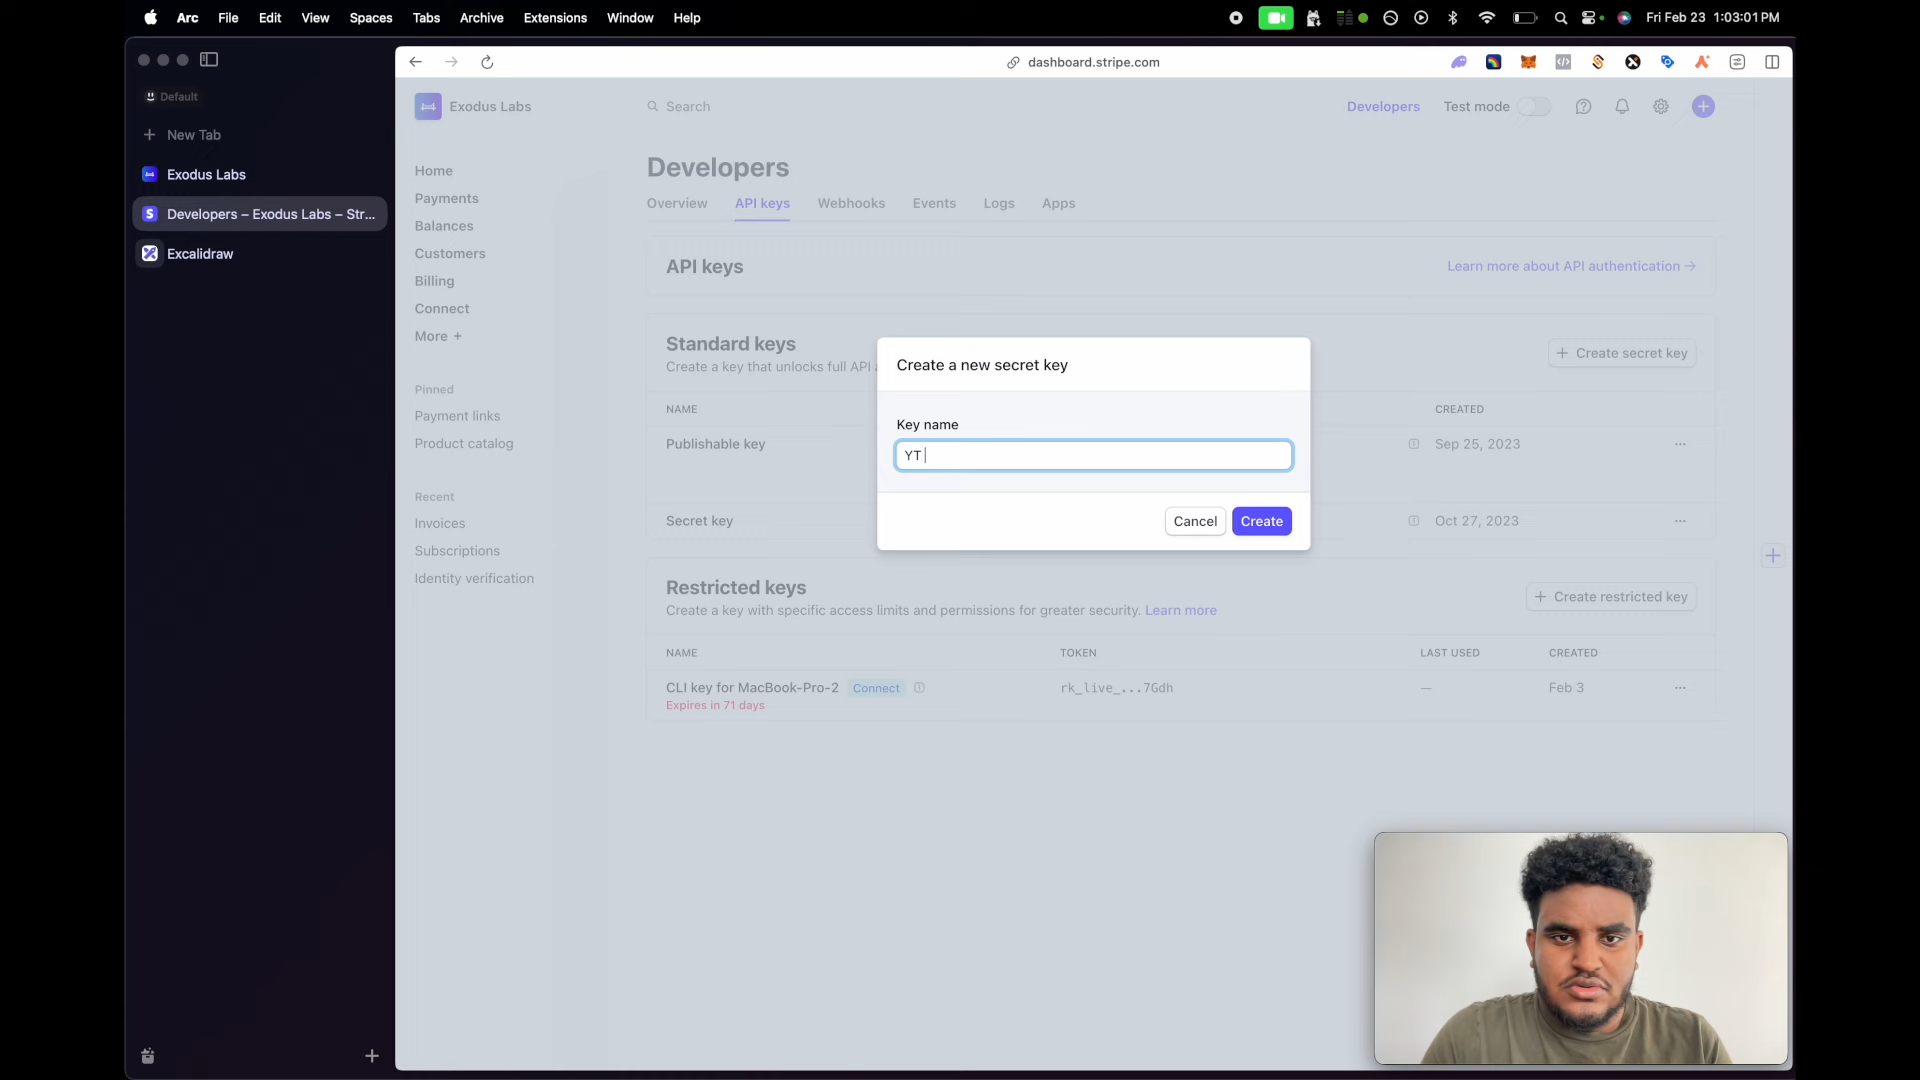 Arc File Edit View Spaces Tabs Archive Extensions Window Help
Fri Feb 23 1:03:01 PM
Default
New Tab
Exodus Labs
Developers – Exodus Labs – Str...
Excalidraw
dashboard.stripe.com
Exodus Labs
Search
Developers
Test mode
Home
Payments
Balances
Customers
Billing
Connect
More +
Pinned
Payment links
Product catalog
Recent
Invoices
Subscriptions
Identity verification
Developers
Overview API keys Webhooks Events Logs Apps
API keys
Learn more about API authentication →
Standard keys
Create a key that unlocks full API
+ Create secret key
NAME
CREATED
Publishable key
Sep 25, 2023
Secret key
Oct 27, 2023
Create a new secret key
Key name
YT
Cancel
Create
Restricted keys
Create a key with specific access limits and permissions for greater security. Learn more
+ Create restricted key
NAME TOKEN LAST USED CREATED
CLI key for MacBook-Pro-2 Connect rk_live_...7Gdh — Feb 3
Expires in 71 days